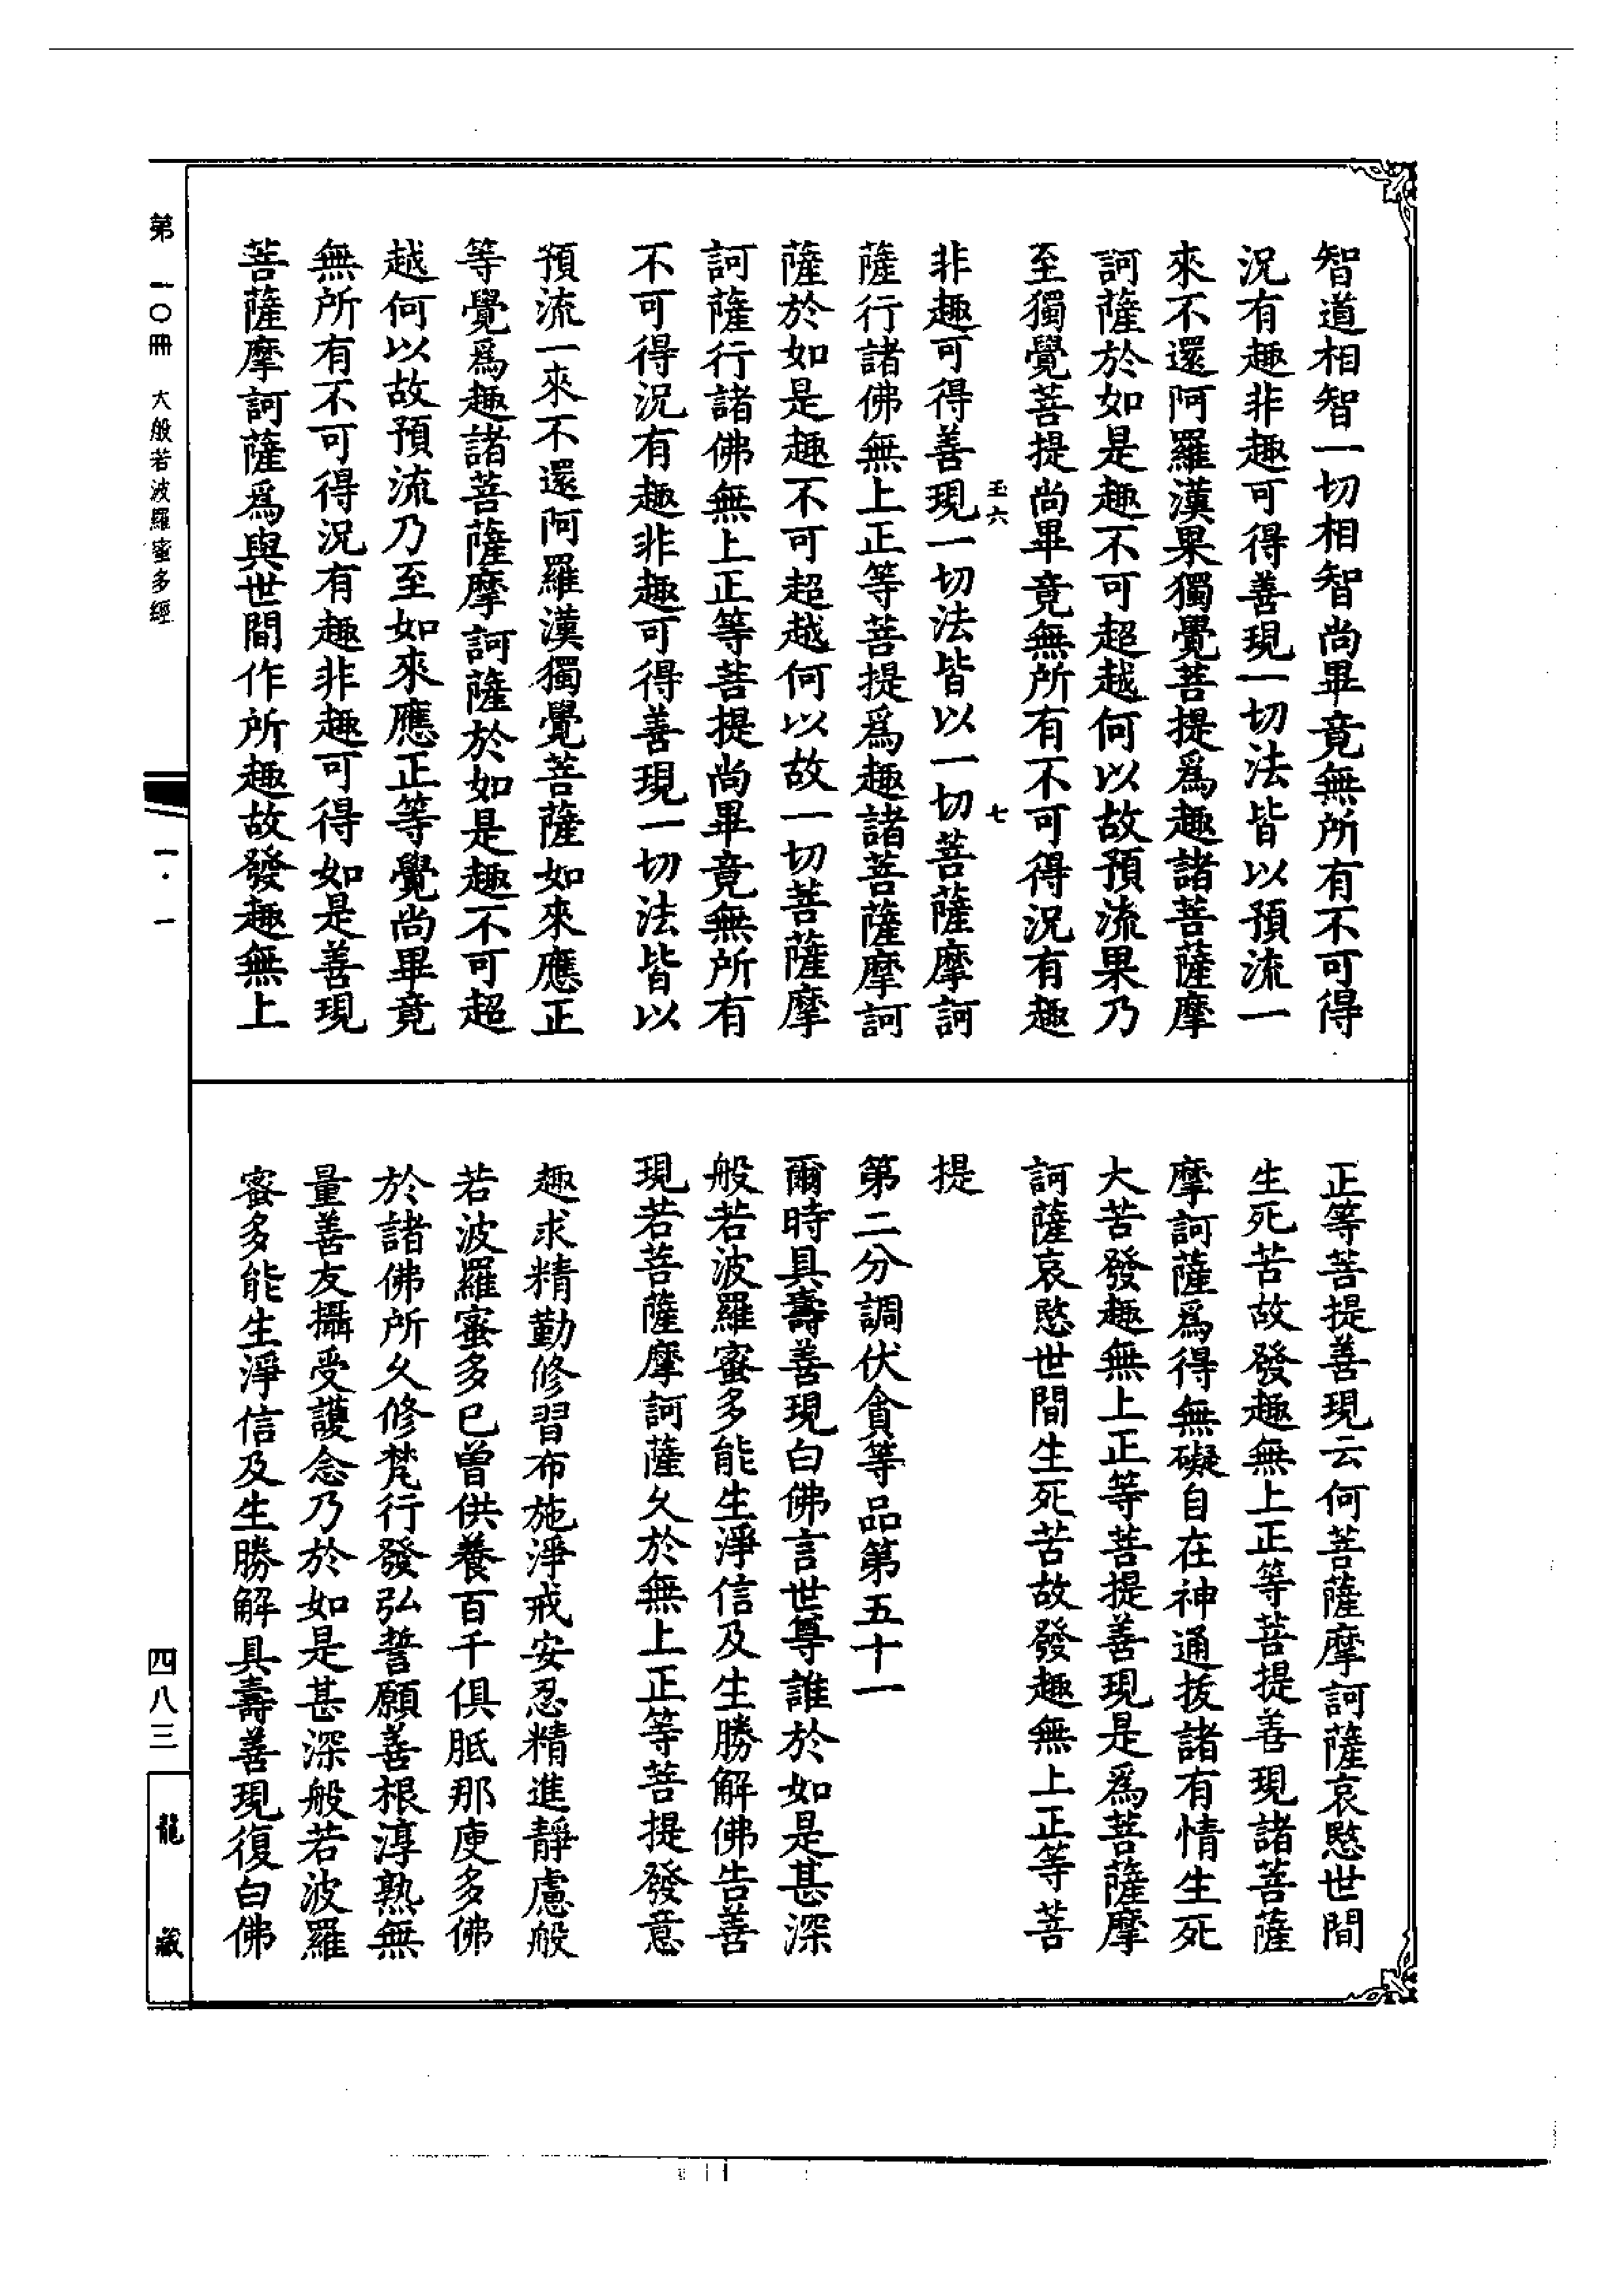 智道相智一切相智尚畢竟無所有不可得
況有趣非趣可得善現一切法皆以預流一
來不還阿羅漢果獨覺菩提爲趣諸菩薩摩
訶薩於如是趣不可超越何以故預流果乃
至獨覺菩提尚畢竟無所有不可得況有趣
玉六 七
非趣可得善現一切法皆以一切菩薩摩訶
薩行諸佛無上正等菩提爲趣諸菩薩摩訶
薩於如是趣不可超越何以故一切菩薩摩
訶薩行諸佛無上正等菩提尚畢竟無所有
不可得況有趣非趣可得善現一切法皆以
預流一來不還阿羅漢獨覺菩薩如來應正
等覺爲趣諸菩薩摩訶薩於如是趣不可超
越何以故預流乃至如來應正等覺尚畢竟
無所有不可得況有趣非趣可得如是善現
菩薩摩訶薩爲與世間作所趣故發趣無上
正等菩提善現云何菩薩摩訶薩哀愍世間
生死苦故發趣無上正等菩提善現諸菩薩
摩訶薩爲得無礙自在神通拔諸有情生死
大苦發趣無上正等菩提善現是爲菩薩摩
訶薩哀愍世間生死苦故發趣無上正等菩
提
第二分調伏貪等品第五十一
爾時具壽善現白佛言世尊誰於如是甚深
般若波羅蜜多能生淨信及生勝解佛告善
現若菩薩摩訶薩久於無上正等菩提發意
趣求精勤修習布施淨戒安忍精進靜慮般
若波羅蜜多已曾供養百千俱胝那庾多佛
於諸佛所久修梵行發弘誓願善根淳熟無
量善友攝受護念乃於如是甚深般若波羅
蜜多能生淨信及生勝解具壽善現復白佛
第一〇冊 大般若波羅蜜多經 一·一 四八三 龍藏